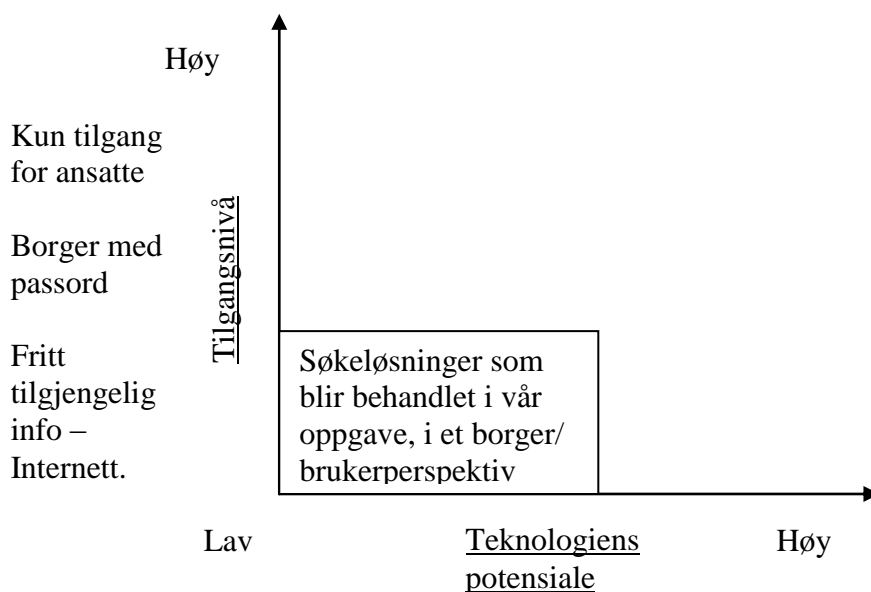 Høy
Kun tilgang
for ansatte
Borger med
passord
Fritt
tilgjengelig
info –
Internett.
Tilgangsnivå
Søkeløsninger som
blir behandlet i vår
oppgave, i et borger/
brukerperspektiv
Lav
Teknologiens
potensiale
Høy